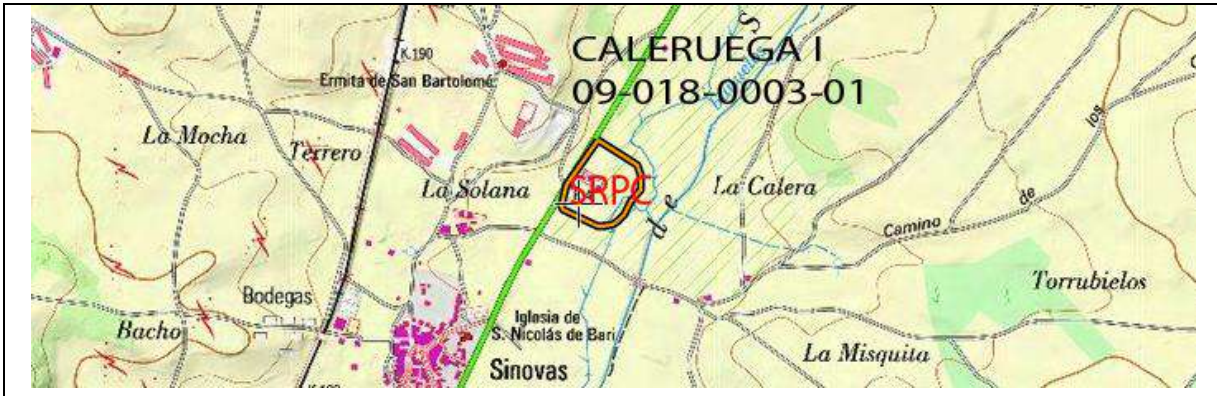 CALERUEGA I
09-018-0003-01
K.190
Ermita de San Bartolomé
La Mocha
Terrero
La Solana
SRPC
La Calera
de
Camino de los
Torrubielos
Bodegas
Bacho
Iglesia de
S. Nicolás de Bari
La Misquita
Sinovas